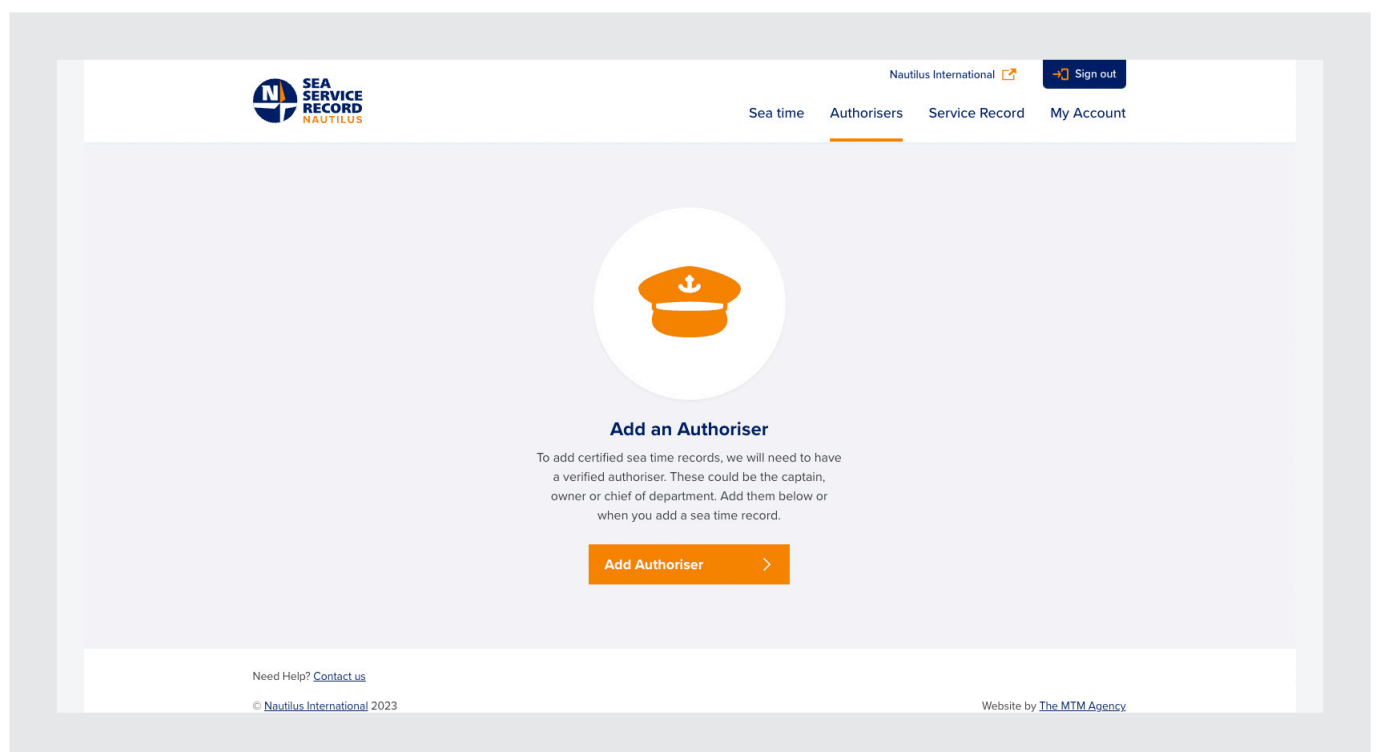 SEA
SERVICE
RECORD
NAUTILUS
Nautilus International
Sign out
Sea time
Authorisers
Service Record
My Account
Add an Authoriser
To add certified sea time records, we will need to have
a verified authoriser. These could be the captain,
owner or chief of department. Add them below or
when you add a sea time record.
Add Authoriser
Need Help? Contact us
© Nautilus International 2023
Website by The MTM Agency